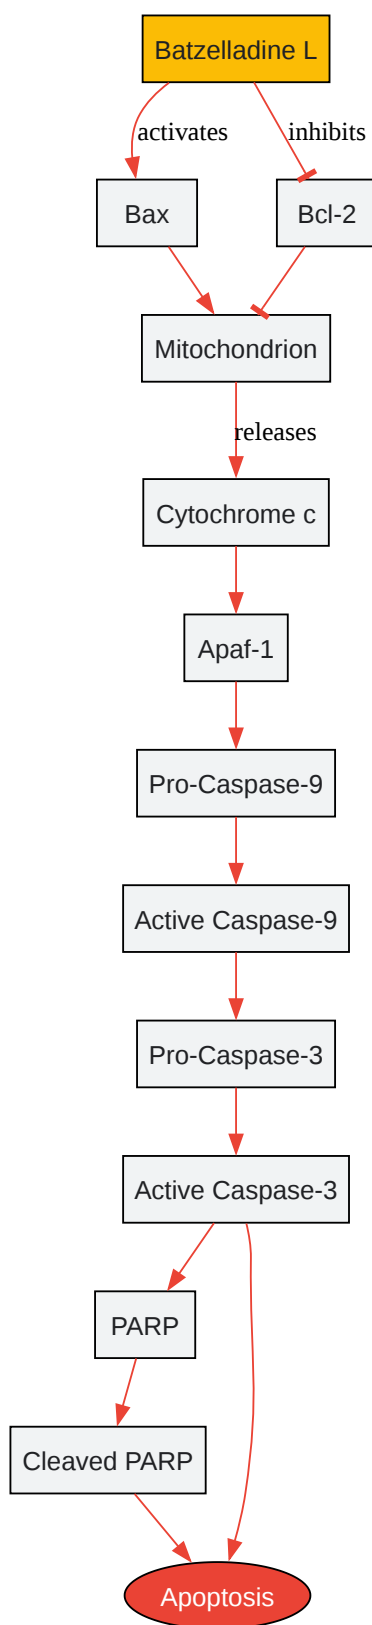 Batzelladine L
activates
inhibits
Bax
Bcl-2
Mitochondrion
releases
Cytochrome c
Apaf-1
Pro-Caspase-9
Active Caspase-9
Pro-Caspase-3
Active Caspase-3
PARP
Cleaved PARP
Apoptosis